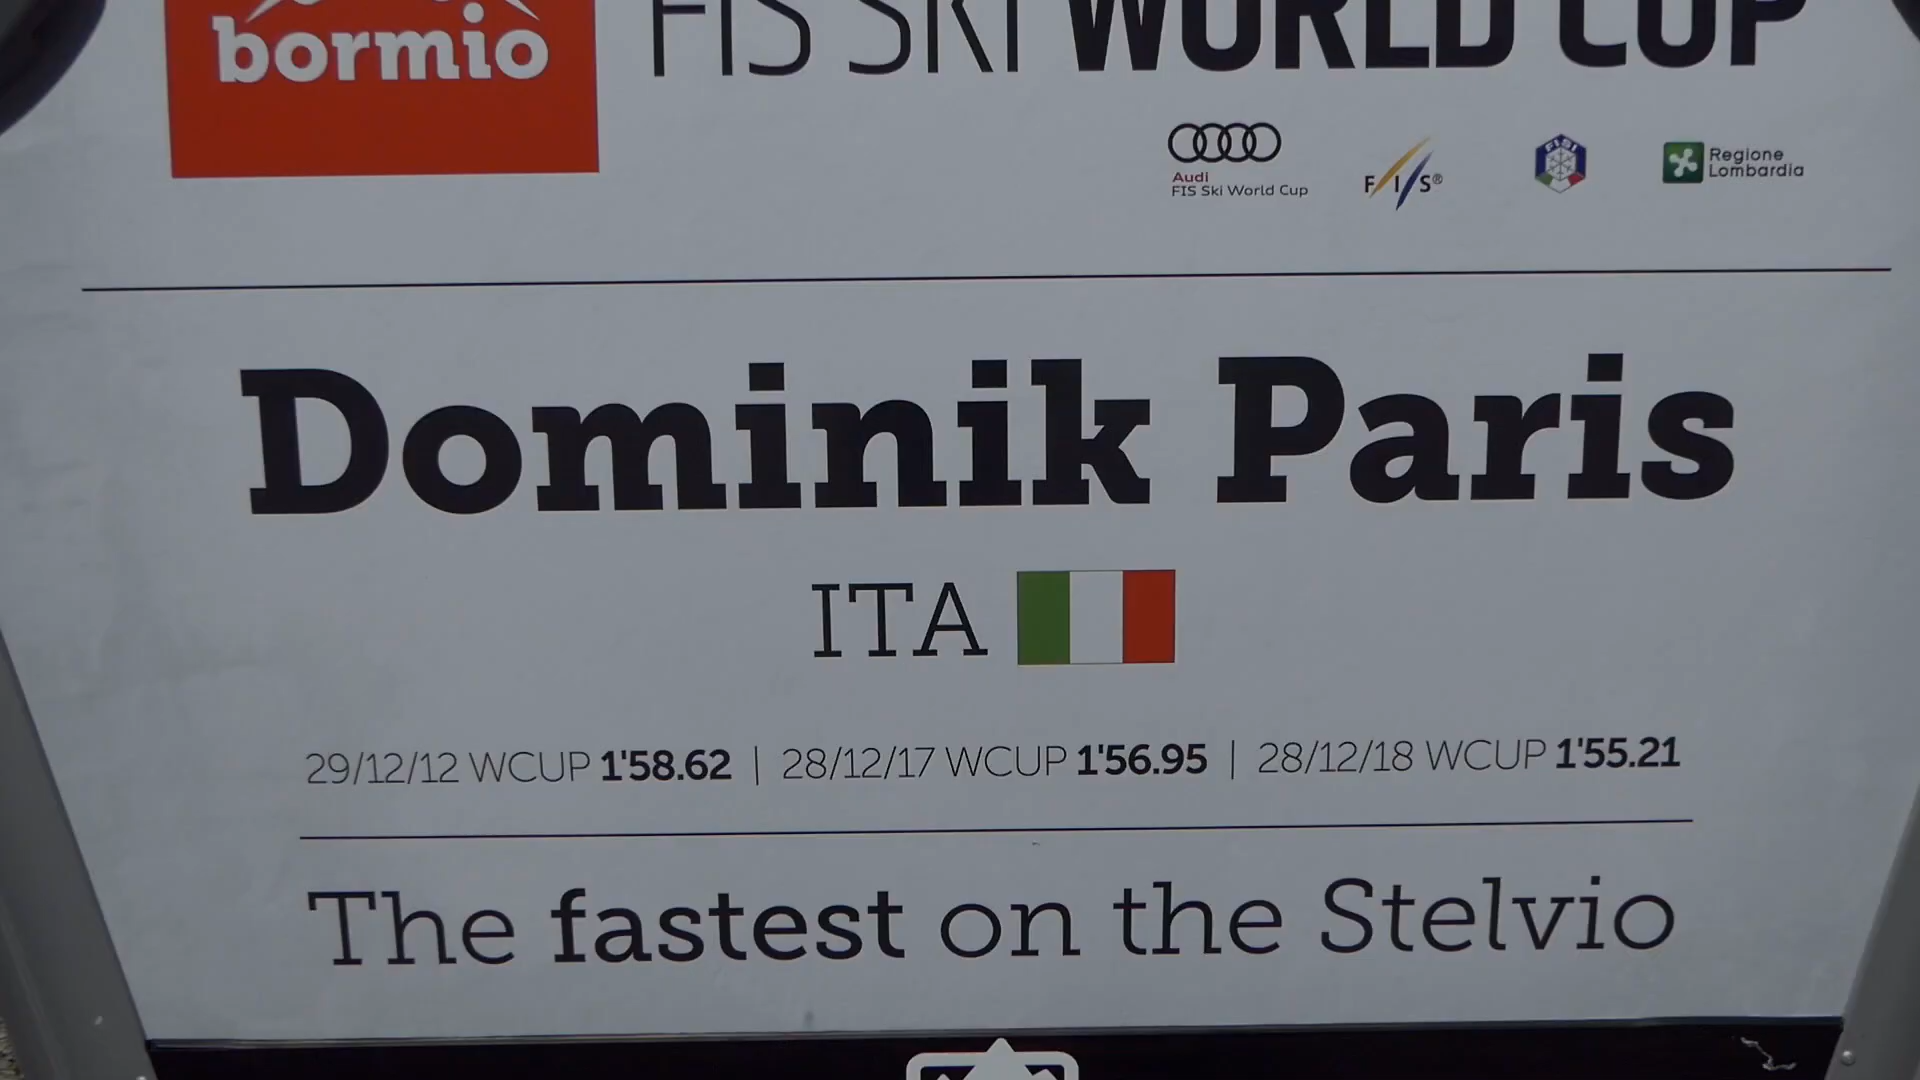 bormio
FIS SKI WORLD CUP
Audi
FIS Ski World Cup
FIS®
FISI
Regione
Lombardia
Dominik Paris
ITA
29/12/12 WCUP 1'58.62 | 28/12/17 WCUP 1'56.95 | 28/12/18 WCUP 1'55.21
The fastest on the Stelvio